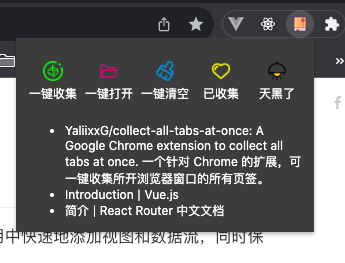 一键收集 一键打开 一键清空 已收集 天黑了
YaliixxG/collect-all-tabs-at-once: A
Google Chrome extension to collect all
tabs at once. 一个针对 Chrome 的扩展，可
一键收集所开浏览器窗口的所有页签。
Introduction | Vue.js
简介 | React Router 中文文档
中快速地添加视图和数据流，同时保